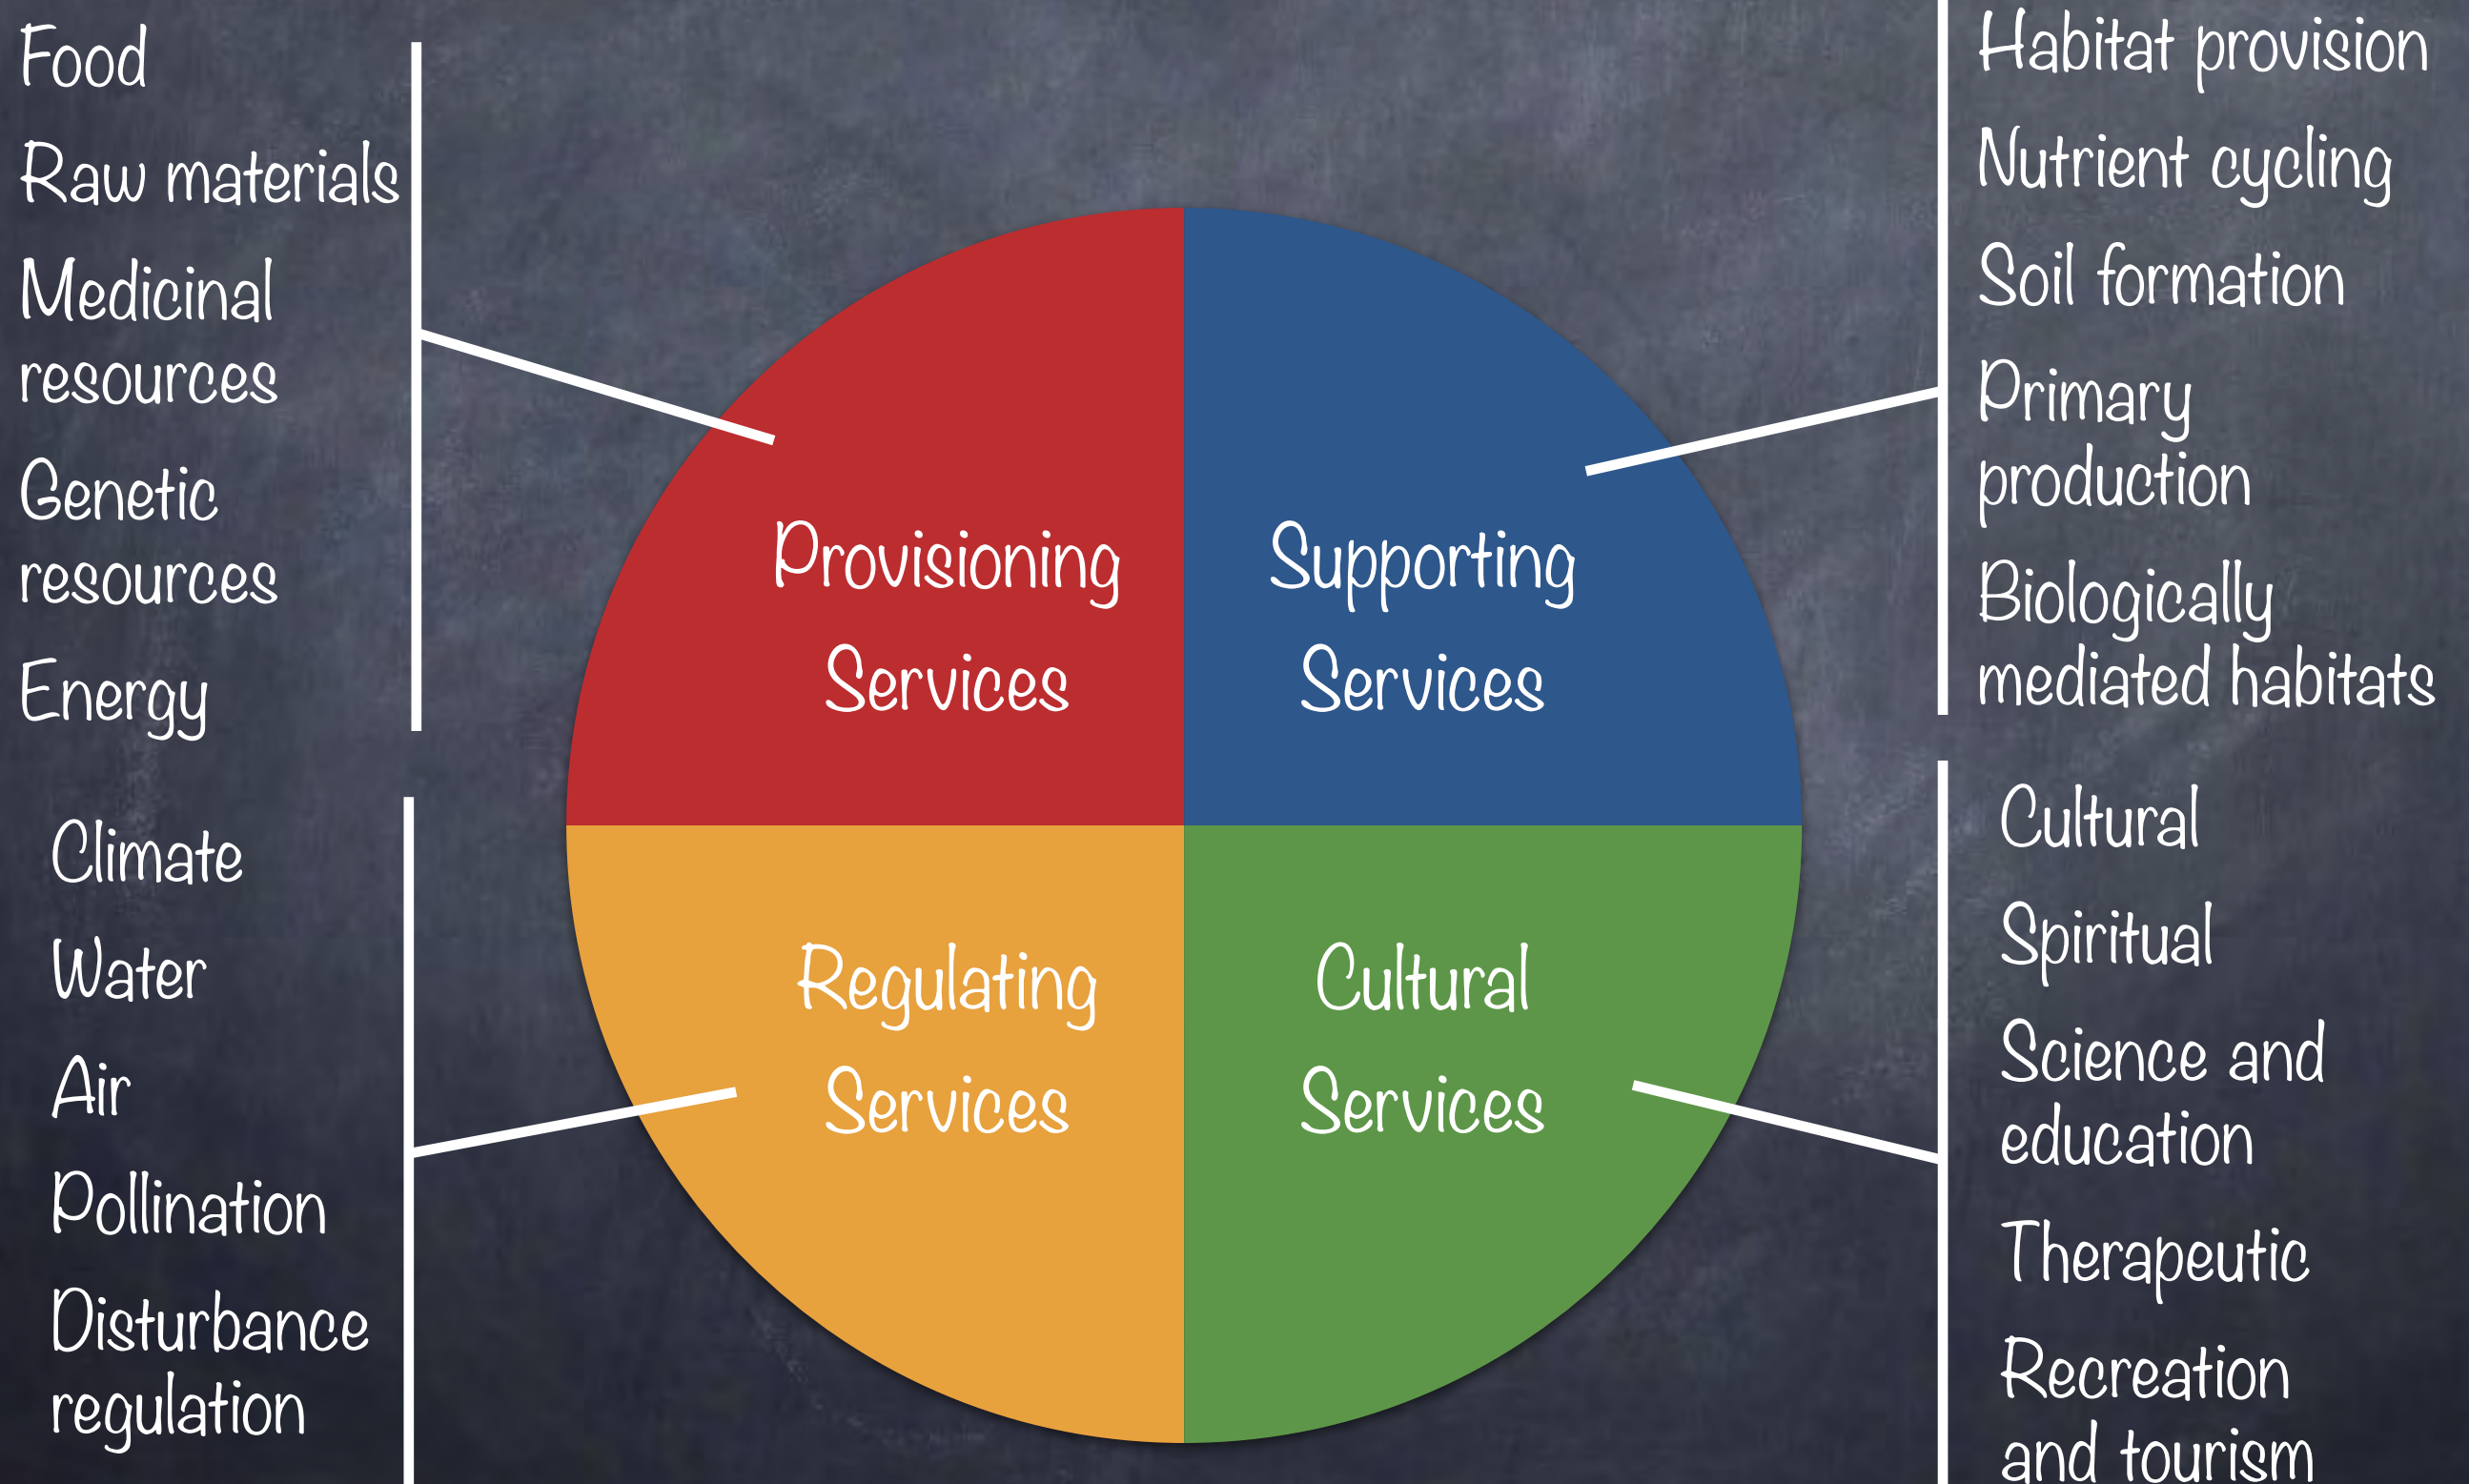 Food
Raw materials
Medicinal
resources
Genetic
resources
Energy
Climate
Water
Air
Pollination
Disturbance
regulation
Provisioning
Services
Supporting
Services
Regulating
Services
Cultural
Services
Habitat provision
Nutrient cycling
Soil formation
Primary
production
Biologically
mediated habitats
Cultural
Spiritual
Science and
education
Therapeutic
Recreation
and tourism